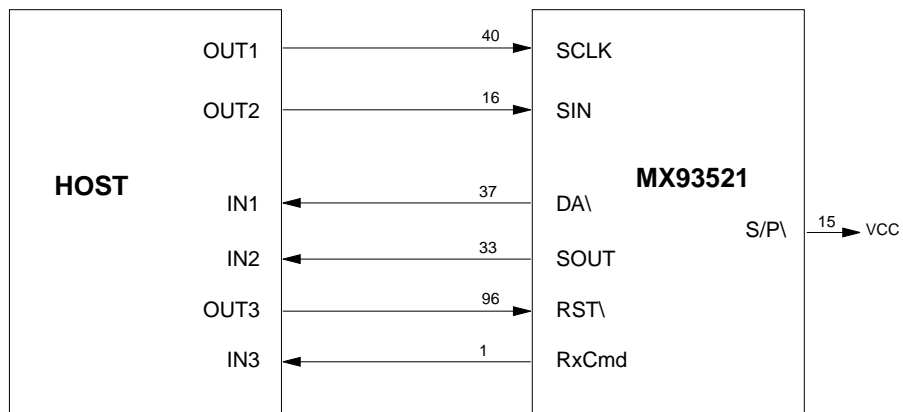 OUT1 40 SCLK
OUT2 16 SIN
HOST MX93521
IN1 37 DA\
S/P\ 15 VCC
IN2 33 SOUT
OUT3 96 RST\
IN3 1 RxCmd